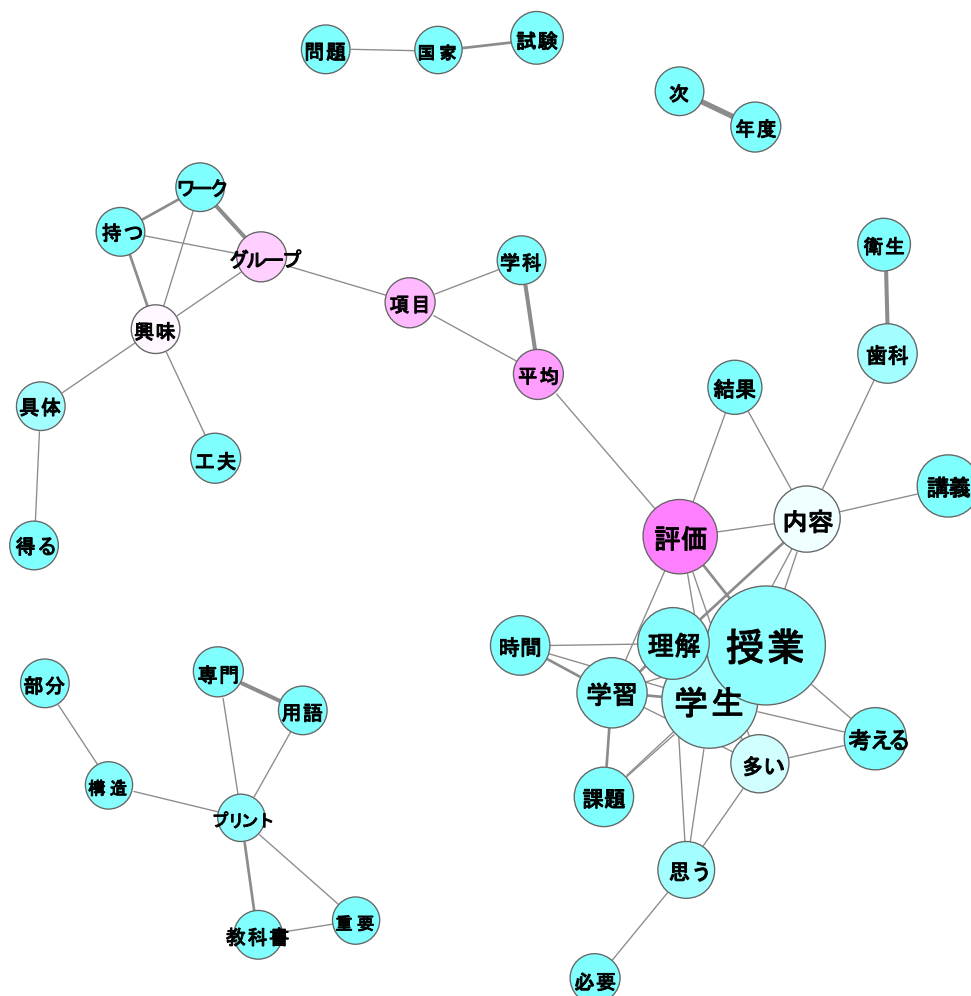 問題
国家
試験
次
年度
ワーク
持つ
グループ
学科
衛生
項目
興味
歯科
平均
結果
具体
工夫
講義
内容
評価
得る
時間
理解
授業
部分
専門
学習
学生
用語
考える
多い
構造
課題
プリント
思う
教科書
重要
必要